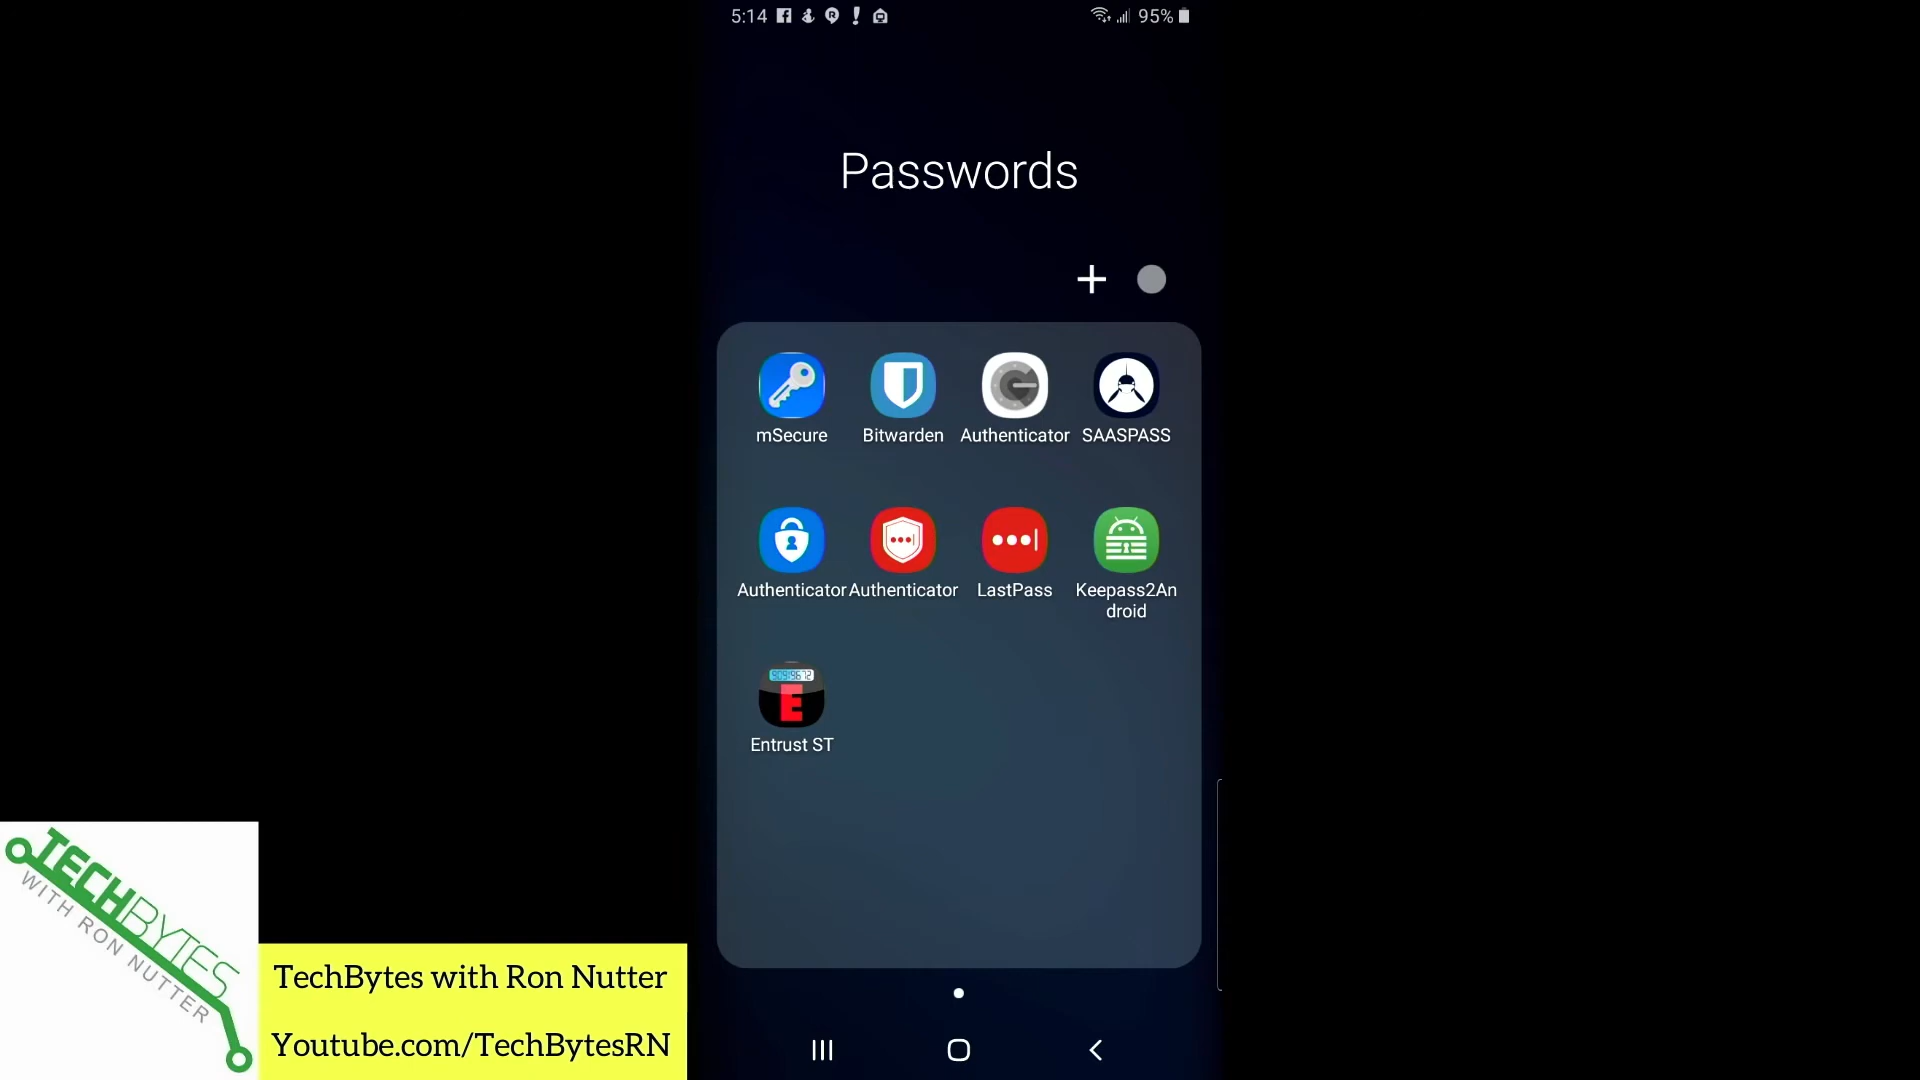 5:14
95%
Passwords
mSecure
Bitwarden
Authenticator
SAASPASS
Authenticator
Authenticator
LastPass
Keepass2An
droid
E
Entrust ST
TECHBYTES
WITH RON NUTTER
TechBytes with Ron Nutter
Youtube.com/TechBytesRN